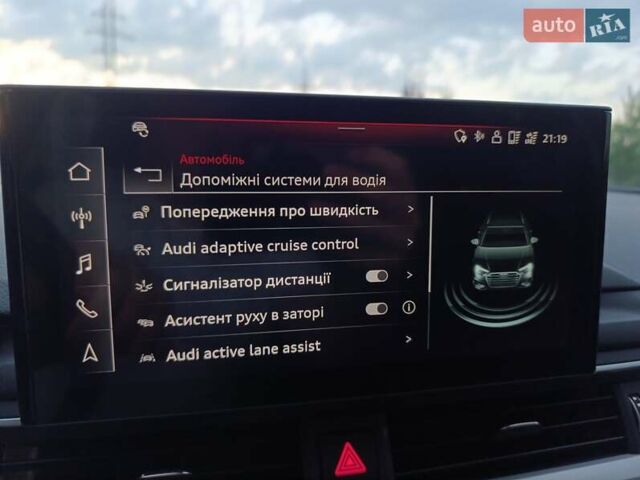 auto RIA
.com
21:19
Автомобіль
Допоміжні системи для водія
Попередження про швидкість
Audi adaptive cruise control
Сигналізатор дистанції
Асистент руху в заторі
Audi active lane assist